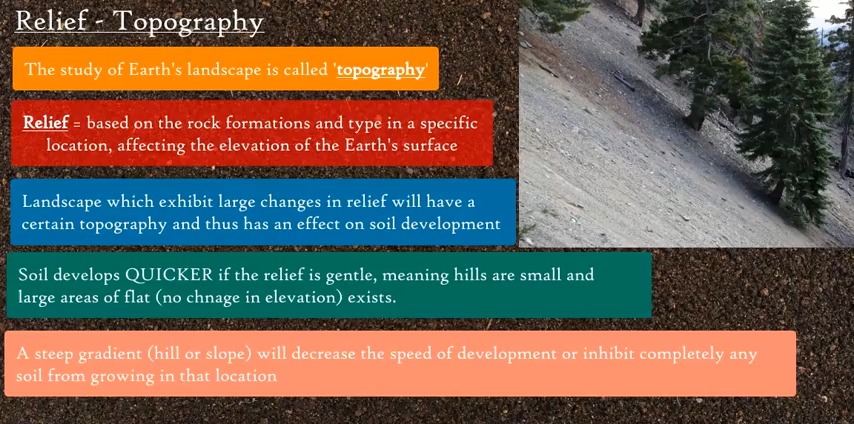 Relief - Topography
The study of Earth's landscape is called 'topography'
Relief = based on the rock formations and type in a specific
location, affecting the elevation of the Earth's surface
Landscape which exhibit large changes in relief will have a
certain topography and thus has an effect on soil development
Soil develops QUICKER if the relief is gentle, meaning hills are small and
large areas of flat (no chnage in elevation) exists.
A steep gradient (hill or slope) will decrease the speed of development or inhibit completely any
soil from growing in that location